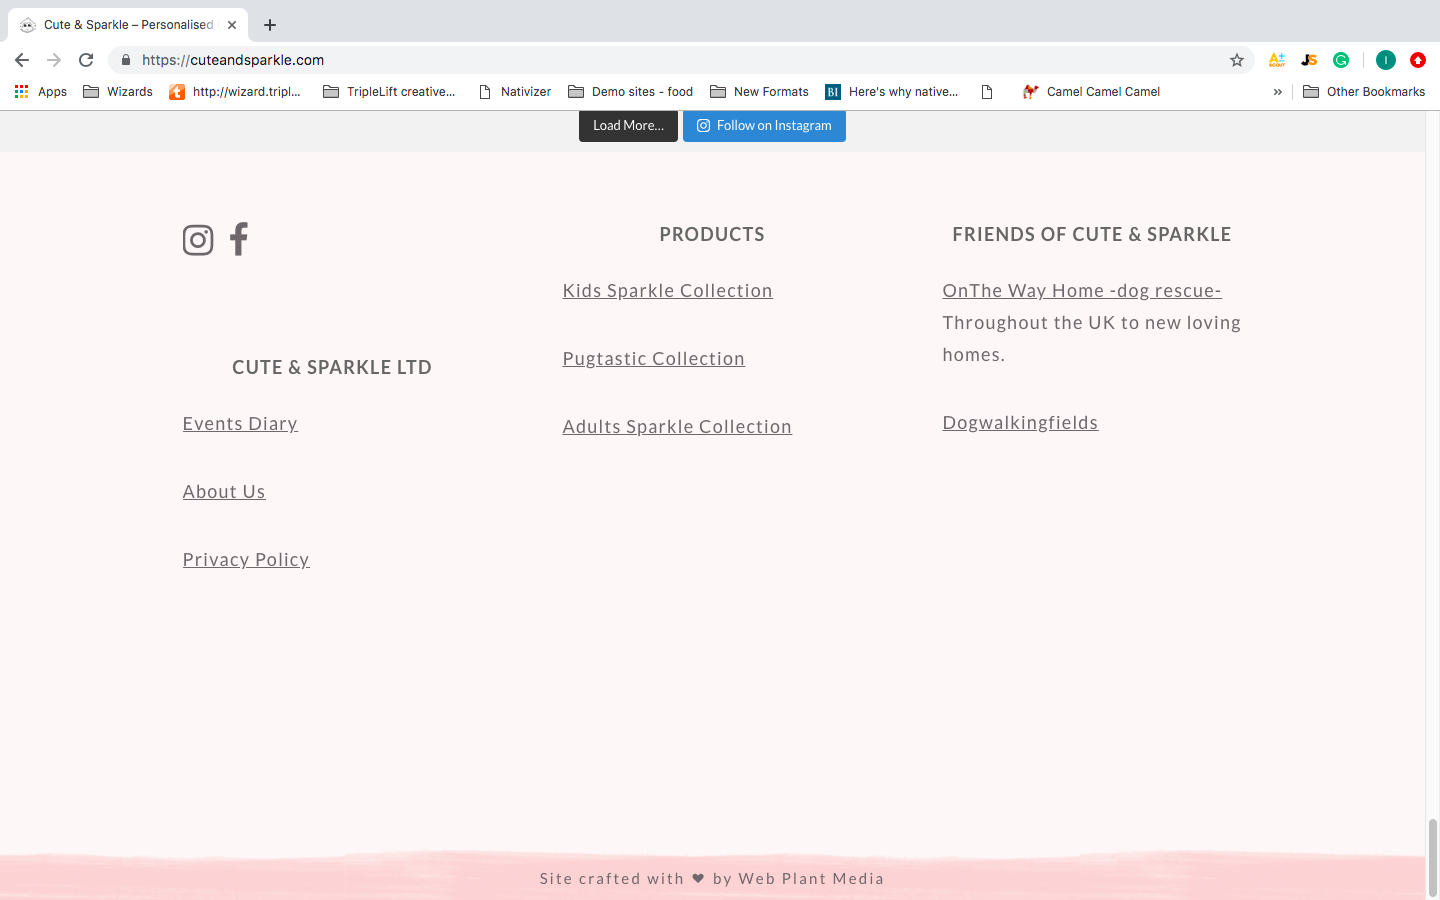 Cute & Sparkle – Personalised
https://cuteandsparkle.com
A+
SCOUT
JS
I
Apps
Wizards
http://wizard.tripl...
TripleLift creative...
Nativizer
Demo sites - food
New Formats
BI
Here's why native...
Camel Camel Camel
»
Other Bookmarks
Load More...
Follow on Instagram
CUTE & SPARKLE LTD
Events Diary
About Us
Privacy Policy
PRODUCTS
Kids Sparkle Collection
Pugtastic Collection
Adults Sparkle Collection
FRIENDS OF CUTE & SPARKLE
OnThe Way Home -dog rescue-
Throughout the UK to new loving
homes.
Dogwalkingfields
Site crafted with ❤ by Web Plant Media